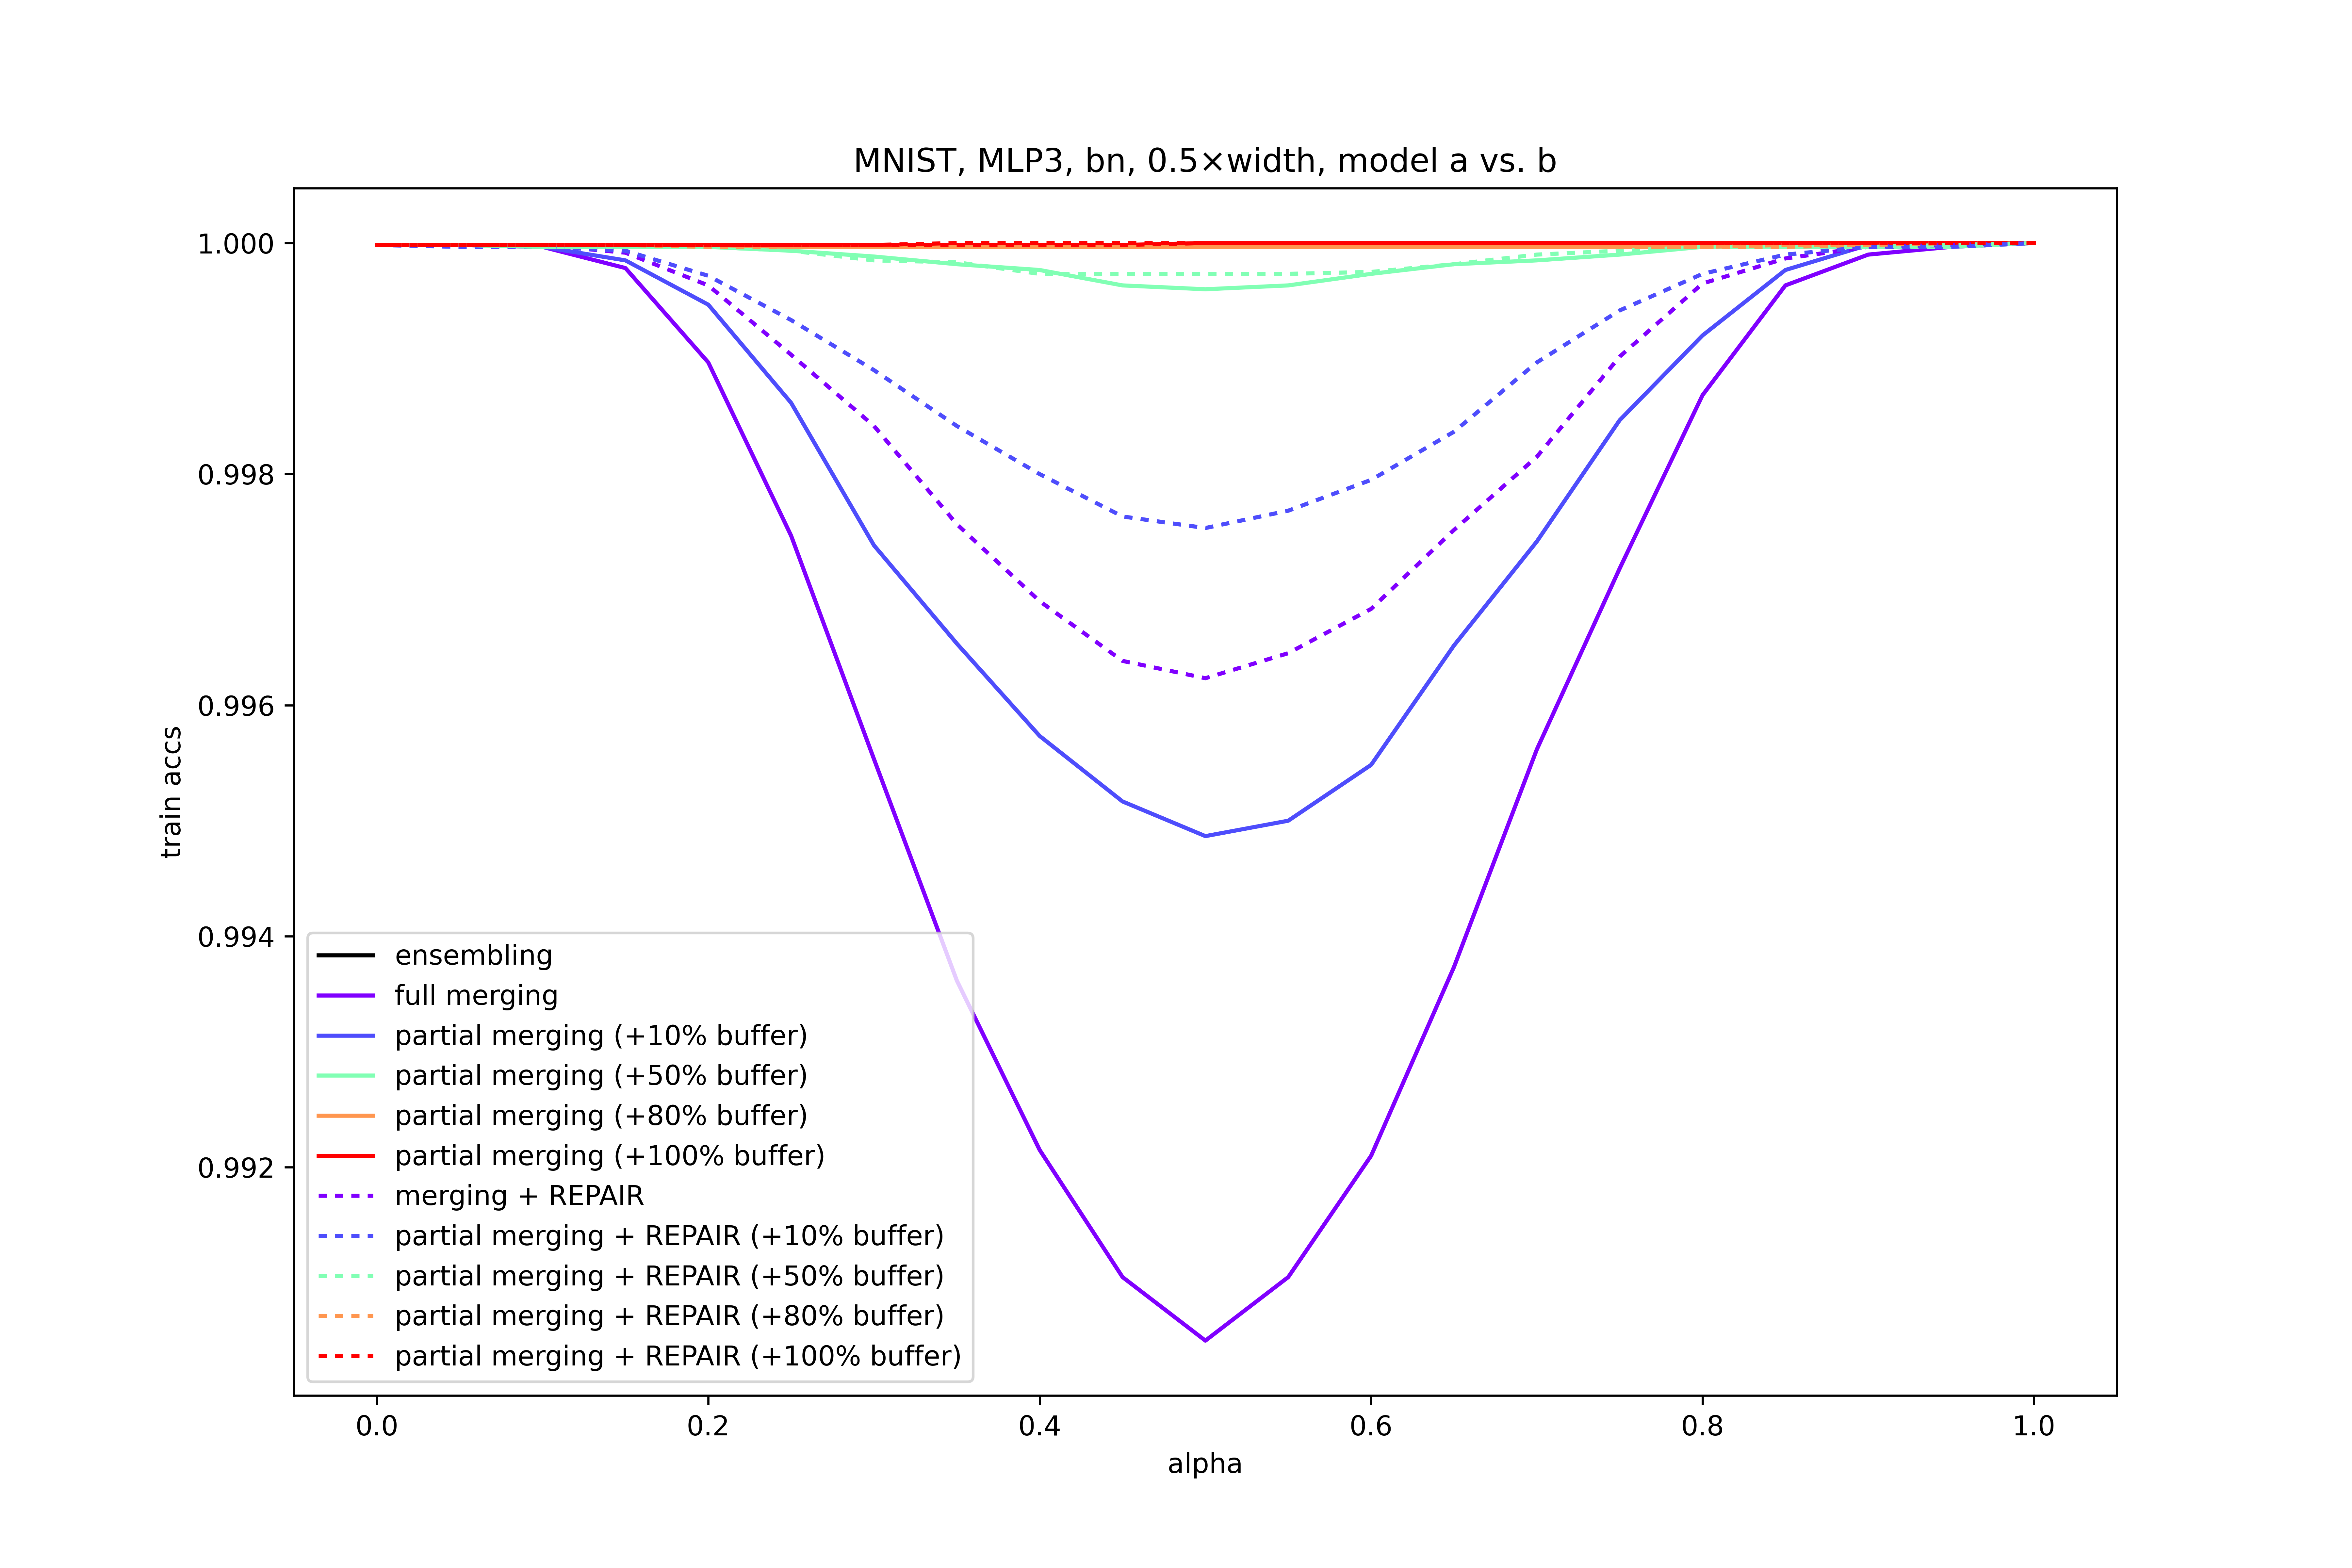 MNIST, MLP3, bn, 0.5×width, model a vs. b
1.000
0.998
0.996
0.994
0.992
train accs
ensembling
full merging
partial merging (+10% buffer)
partial merging (+50% buffer)
partial merging (+80% buffer)
partial merging (+100% buffer)
merging + REPAIR
partial merging + REPAIR (+10% buffer)
partial merging + REPAIR (+50% buffer)
partial merging + REPAIR (+80% buffer)
partial merging + REPAIR (+100% buffer)
0.0 0.2 0.4 0.6 0.8 1.0
alpha